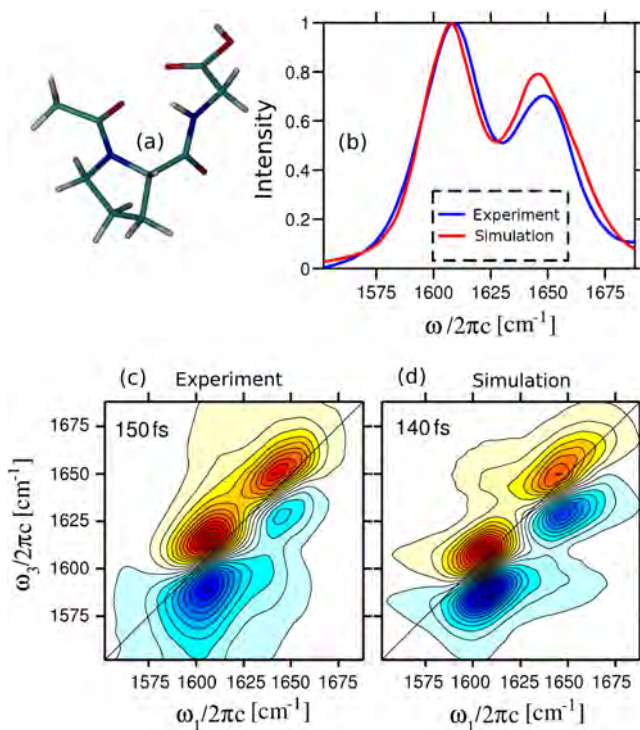 (a)
(b)
Intensity
1
0.8
0.6
0.4
0.2
0
Experiment
Simulation
1575 1600 1625 1650 1675
ω/2πc [cm⁻¹]
(c) Experiment
(d) Simulation
150 fs
140 fs
1675
1650
1625
1600
1575
ω₃/2πc [cm⁻¹]
1575 1600 1625 1650 1675
1575 1600 1625 1650 1675
ω₁/2πc [cm⁻¹]
ω₁/2πc [cm⁻¹]